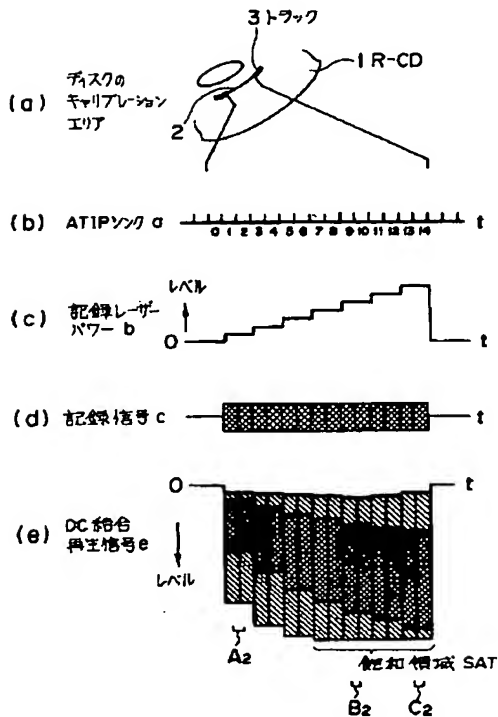 3トラック
1 R-CD
(a) ディスクの
キャリブレーション
エリア
2
(b) ATIPシンク a
0 1 2 3 4 5 6 7 8 9 10 11 12 13 14
t
(c) 記録レーザー
パワー b
レベル
0
t
(d) 記録信号 c
t
0
t
(e) DC結合
再生信号 e
レベル
A2
飽和領域 SAT
B2
C2